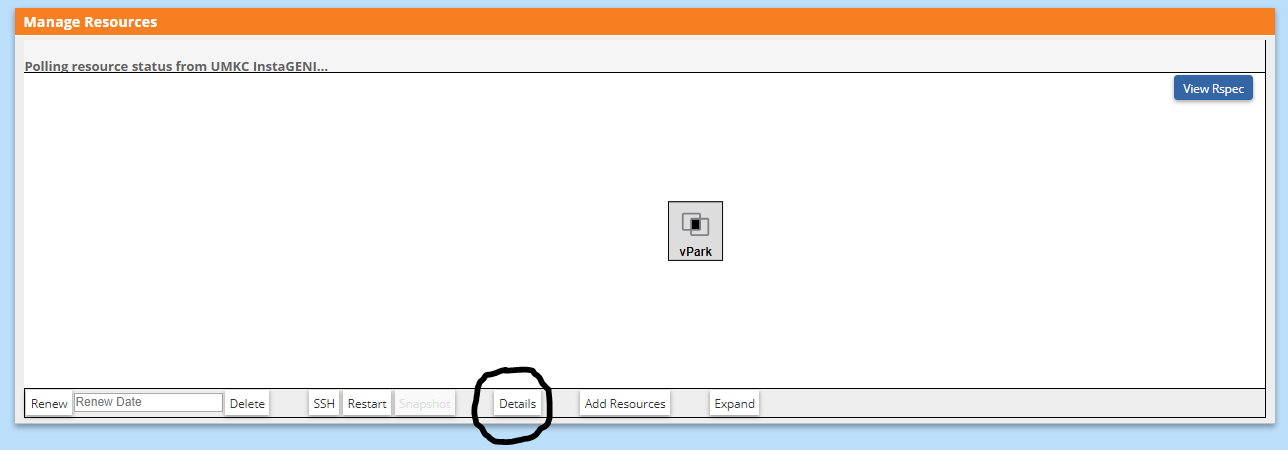 Manage Resources
Polling resource status from UMKC InstaGENI...
View Rspec
vPark
Renew Renew Date Delete SSH Restart Snapshot Details Add Resources Expand